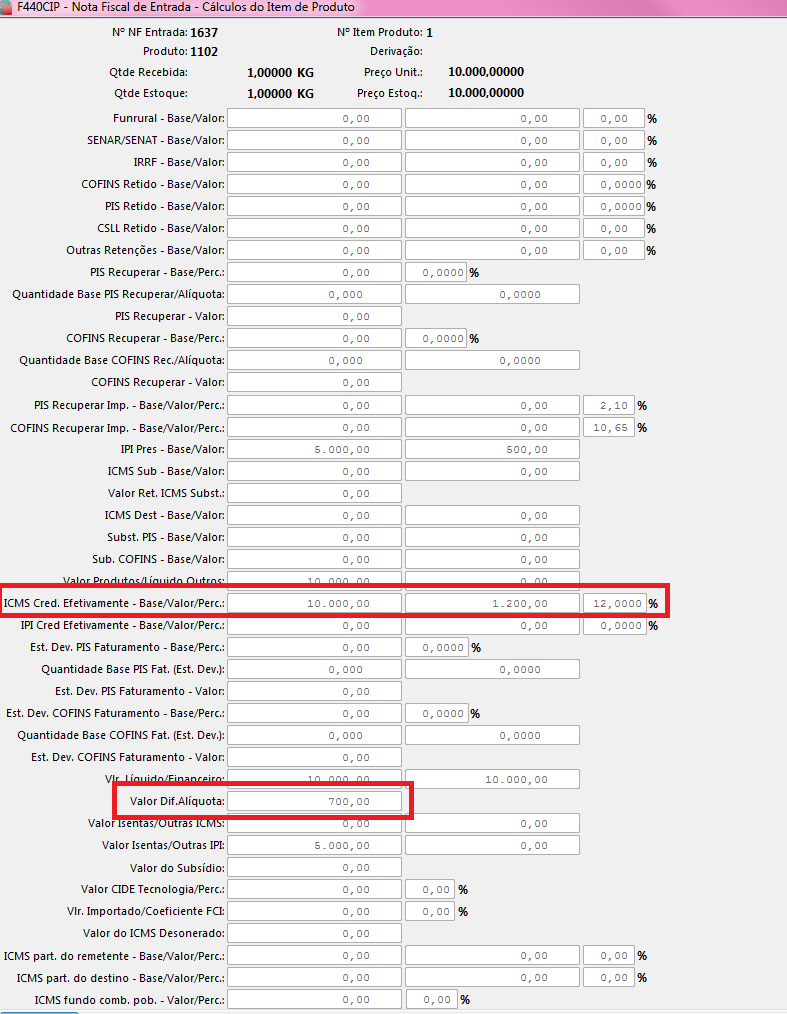 F440CIP - Nota Fiscal de Entrada - Cálculos do Item de Produto
Nº NF Entrada: 1637 Nº Item Produto: 1
Produto: 1102 Derivação:
Qtde Recebida: 1,00000 KG Preço Unit.: 10.000,00000
Qtde Estoque: 1,00000 KG Preço Estoq.: 10.000,00000
Funrural - Base/Valor: 0,00 0,00 0,00 %
SENAR/SENAT - Base/Valor: 0,00 0,00 0,00 %
IRRF - Base/Valor: 0,00 0,00 0,00 %
COFINS Retido - Base/Valor: 0,00 0,00 0,0000 %
PIS Retido - Base/Valor: 0,00 0,00 0,0000 %
CSLL Retido - Base/Valor: 0,00 0,00 0,00 %
Outras Retenções - Base/Valor: 0,00 0,00 0,00 %
PIS Recuperar - Base/Perc.: 0,00 0,0000 %
Quantidade Base PIS Recuperar/Alíquota: 0,000 0,0000
PIS Recuperar - Valor: 0,00
COFINS Recuperar - Base/Perc.: 0,00 0,0000 %
Quantidade Base COFINS Rec./Alíquota: 0,000 0,0000
COFINS Recuperar - Valor: 0,00
PIS Recuperar Imp. - Base/Valor/Perc.: 0,00 0,00 2,10 %
COFINS Recuperar Imp. - Base/Valor/Perc.: 0,00 0,00 10,65 %
IPI Pres - Base/Valor: 5.000,00 500,00
ICMS Sub - Base/Valor: 0,00 0,00
Valor Ret. ICMS Subst.: 0,00
ICMS Dest - Base/Valor: 0,00 0,00
Subst. PIS - Base/Valor: 0,00 0,00
Sub. COFINS - Base/Valor: 0,00 0,00
Valor Produtos/Líquido Outros: 10.000,00 0,00
ICMS Cred. Efetivamente - Base/Valor/Perc.: 10.000,00 1.200,00 12,0000 %
IPI Cred Efetivamente - Base/Valor/Perc.: 0,00 0,00 0,0000 %
Est. Dev. PIS Faturamento - Base/Perc.: 0,00 0,0000 %
Quantidade Base PIS Fat. (Est. Dev.): 0,000 0,0000
Est. Dev. PIS Faturamento - Valor: 0,00
Est. Dev. COFINS Faturamento - Base/Perc.: 0,00 0,0000 %
Quantidade Base COFINS Fat. (Est. Dev.): 0,000 0,0000
Est. Dev. COFINS Faturamento - Valor: 0,00
Vlr. Líquido/Financeiro: 10.000,00 10.000,00
Valor Dif.Alíquota: 700,00
Valor Isentas/Outras ICMS: 0,00 0,00
Valor Isentas/Outras IPI: 5.000,00 0,00
Valor do Subsídio: 0,00
Valor CIDE Tecnologia/Perc.: 0,00 0,00 %
Vlr. Importado/Coeficiente FCI: 0,00 0,00 %
Valor do ICMS Desonerado: 0,00
ICMS part. do remetente - Base/Valor/Perc.: 0,00 0,00 0,00 %
ICMS part. do destino - Base/Valor/Perc.: 0,00 0,00 0,00 %
ICMS fundo comb. pob. - Valor/Perc.: 0,00 0,00 %